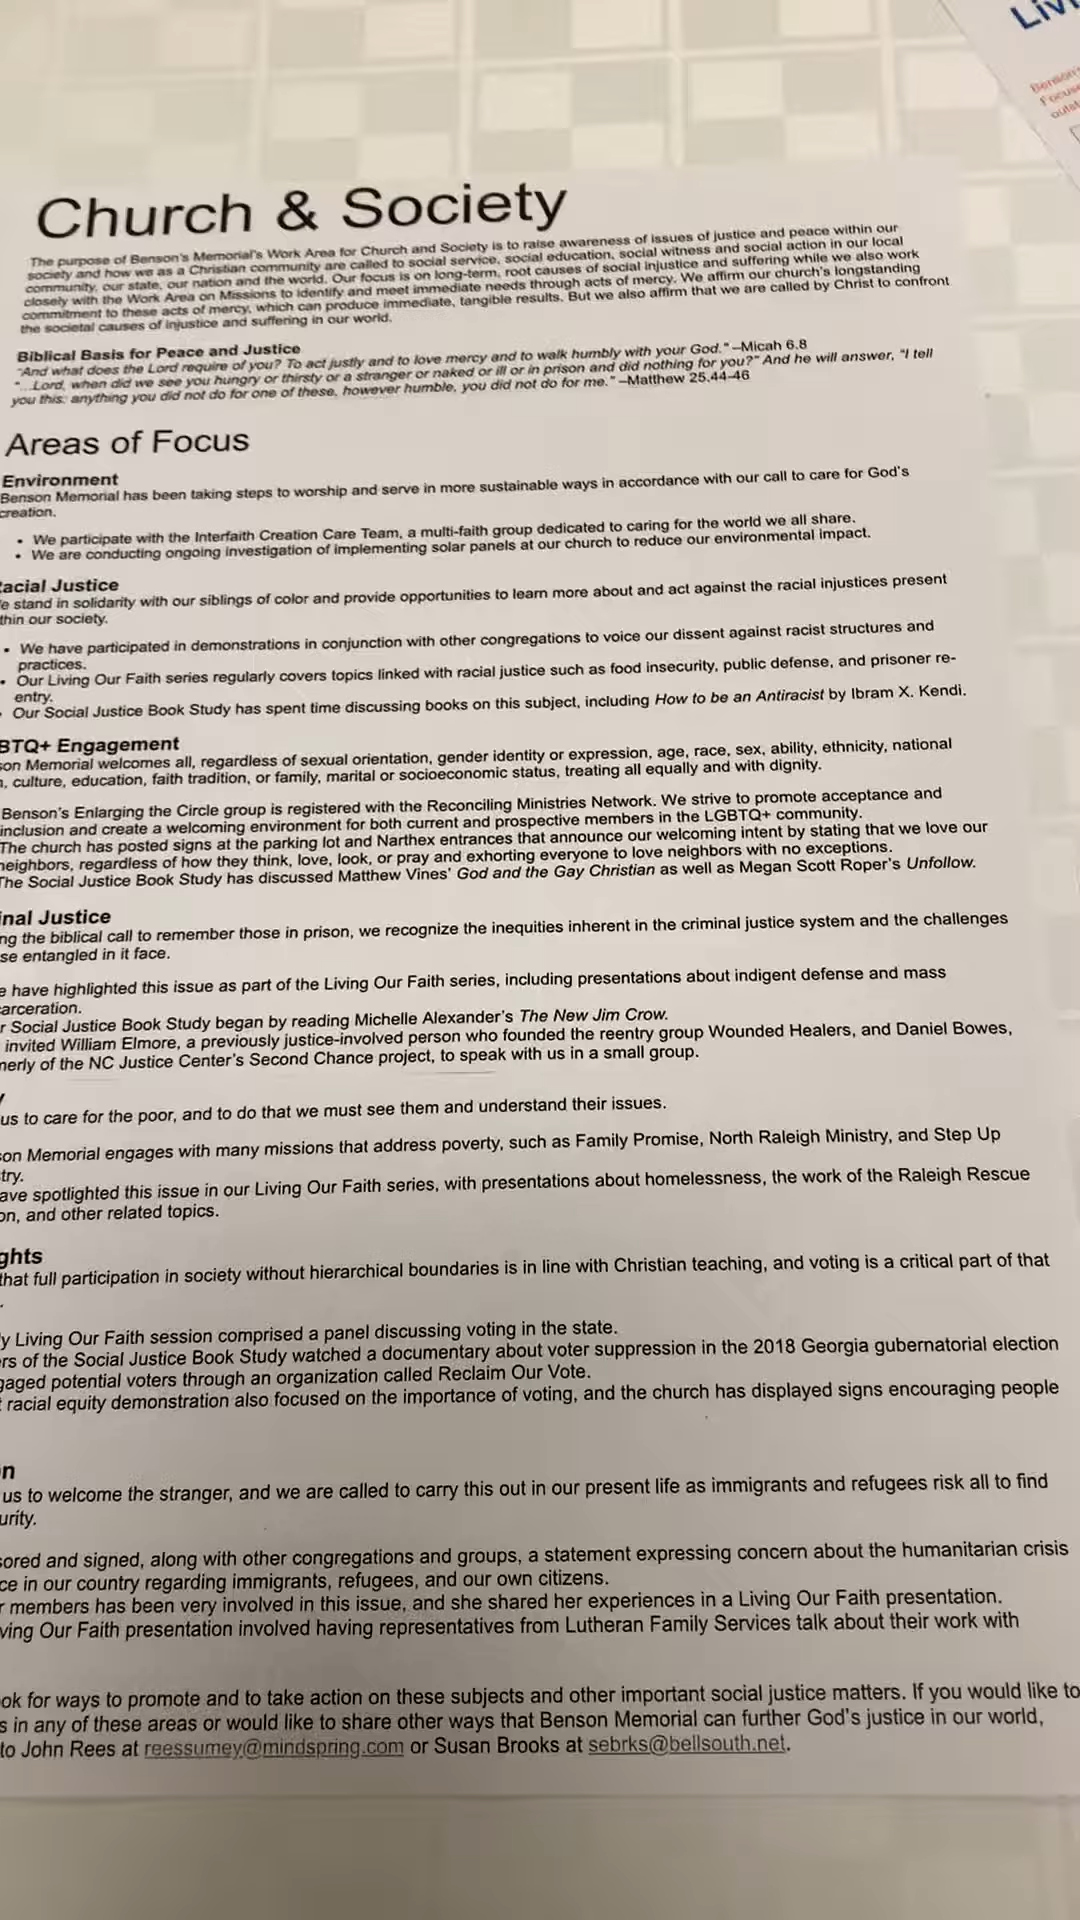 Livi
Benson's
Focuse
outst
Church & Society
The purpose of Benson's Memorial's Work Area for Church and Society is to raise awareness of issues of justice and peace within our
society and how we as a Christian community are called to social service, social education, social witness and social action in our local
community, our state, our nation and the world. Our focus is on long-term, root causes of social injustice and suffering while we also work
closely with the Work Area on Missions to identify and meet immediate needs through acts of mercy. We affirm our church's longstanding
commitment to these acts of mercy, which can produce immediate, tangible results. But we also affirm that we are called by Christ to confront
the societal causes of injustice and suffering in our world.
Biblical Basis for Peace and Justice
"And what does the Lord require of you? To act justly and to love mercy and to walk humbly with your God." –Micah 6.8
"...Lord, when did we see you hungry or thirsty or a stranger or naked or ill or in prison and did nothing for you?" And he will answer, "I tell
you this: anything you did not do for one of these, however humble, you did not do for me." –Matthew 25.44-46
Areas of Focus
Environment
Benson Memorial has been taking steps to worship and serve in more sustainable ways in accordance with our call to care for God's
creation.
• We participate with the Interfaith Creation Care Team, a multi-faith group dedicated to caring for the world we all share.
• We are conducting ongoing investigation of implementing solar panels at our church to reduce our environmental impact.
acial Justice
e stand in solidarity with our siblings of color and provide opportunities to learn more about and act against the racial injustices present
thin our society.
• We have participated in demonstrations in conjunction with other congregations to voice our dissent against racist structures and
practices.
• Our Living Our Faith series regularly covers topics linked with racial justice such as food insecurity, public defense, and prisoner re-
entry.
• Our Social Justice Book Study has spent time discussing books on this subject, including How to be an Antiracist by Ibram X. Kendi.
BTQ+ Engagement
son Memorial welcomes all, regardless of sexual orientation, gender identity or expression, age, race, sex, ability, ethnicity, national
n, culture, education, faith tradition, or family, marital or socioeconomic status, treating all equally and with dignity.
Benson's Enlarging the Circle group is registered with the Reconciling Ministries Network. We strive to promote acceptance and
inclusion and create a welcoming environment for both current and prospective members in the LGBTQ+ community.
The church has posted signs at the parking lot and Narthex entrances that announce our welcoming intent by stating that we love our
neighbors, regardless of how they think, love, look, or pray and exhorting everyone to love neighbors with no exceptions.
The Social Justice Book Study has discussed Matthew Vines' God and the Gay Christian as well as Megan Scott Roper's Unfollow.
inal Justice
ng the biblical call to remember those in prison, we recognize the inequities inherent in the criminal justice system and the challenges
se entangled in it face.
e have highlighted this issue as part of the Living Our Faith series, including presentations about indigent defense and mass
carceration.
r Social Justice Book Study began by reading Michelle Alexander's The New Jim Crow.
invited William Elmore, a previously justice-involved person who founded the reentry group Wounded Healers, and Daniel Bowes,
merly of the NC Justice Center's Second Chance project, to speak with us in a small group.
y
us to care for the poor, and to do that we must see them and understand their issues.
son Memorial engages with many missions that address poverty, such as Family Promise, North Raleigh Ministry, and Step Up
try.
ave spotlighted this issue in our Living Our Faith series, with presentations about homelessness, the work of the Raleigh Rescue
on, and other related topics.
ghts
that full participation in society without hierarchical boundaries is in line with Christian teaching, and voting is a critical part of that
.
y Living Our Faith session comprised a panel discussing voting in the state.
ers of the Social Justice Book Study watched a documentary about voter suppression in the 2018 Georgia gubernatorial election
gaged potential voters through an organization called Reclaim Our Vote.
t racial equity demonstration also focused on the importance of voting, and the church has displayed signs encouraging people
on
us to welcome the stranger, and we are called to carry this out in our present life as immigrants and refugees risk all to find
urity.
sored and signed, along with other congregations and groups, a statement expressing concern about the humanitarian crisis
ce in our country regarding immigrants, refugees, and our own citizens.
r members has been very involved in this issue, and she shared her experiences in a Living Our Faith presentation.
ving Our Faith presentation involved having representatives from Lutheran Family Services talk about their work with
ok for ways to promote and to take action on these subjects and other important social justice matters. If you would like to
s in any of these areas or would like to share other ways that Benson Memorial can further God's justice in our world,
to John Rees at reessumey@mindspring.com or Susan Brooks at sebrks@bellsouth.net.